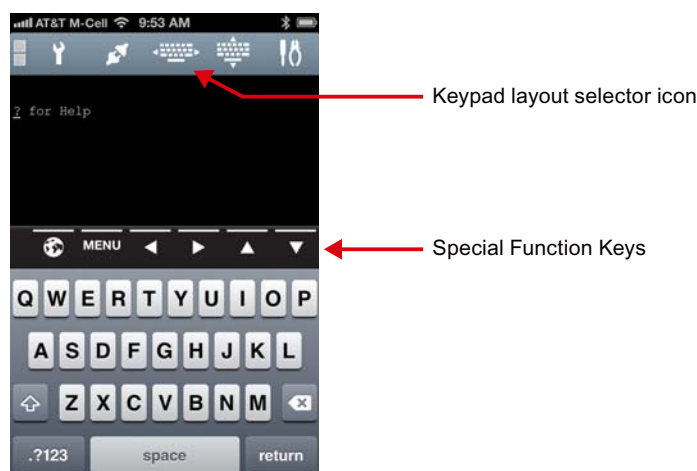 AT&T M-Cell 9:53 AM
Keypad layout selector icon
? for Help
MENU
Special Function Keys
Q W E R T Y U I O P
A S D F G H J K L
Z X C V B N M
.?123 space return